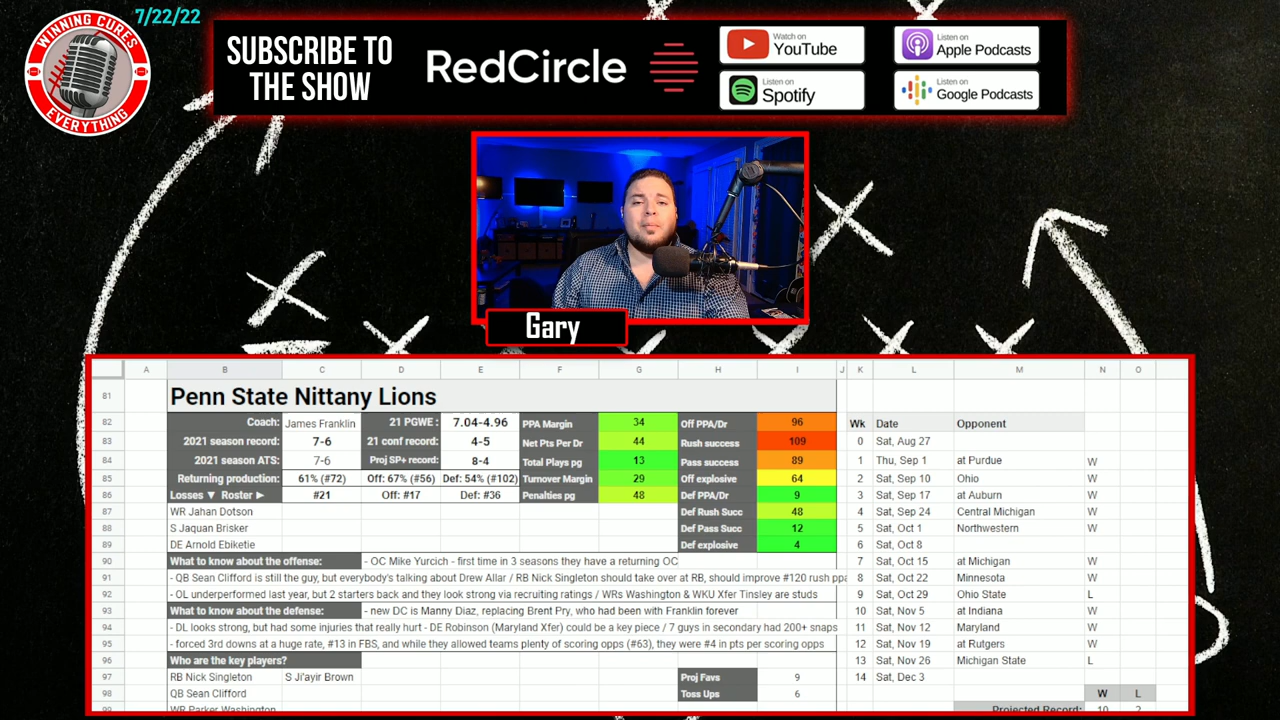 7/22/22
WINNING CURES
EVERYTHING
SUBSCRIBE TO
THE SHOW
RedCircle
Watch on
YouTube
Listen on
Spotify
Listen on
Apple Podcasts
Listen on
Google Podcasts
Gary
A B C D E F G H I J K L M N O
81 Penn State Nittany Lions
82 Coach: James Franklin 21 PGWE : 7.04-4.96 PPA Margin 34 Off PPA/Dr 96 Wk Date Opponent
83 2021 season record: 7-6 21 conf record: 4-5 Net Pts Per Dr 44 Rush success 109 0 Sat, Aug 27
84 2021 season ATS: 7-6 Proj SP+ record: 8-4 Total Plays pg 13 Pass success 89 1 Thu, Sep 1 at Purdue W
85 Returning production: 61% (#72) Off: 67% (#56) Def: 54% (#102) Turnover Margin 29 Off explosive 64 2 Sat, Sep 10 Ohio W
86 Losses ▼ Roster ► #21 Off: #17 Def: #36 Penalties pg 48 Def PPA/Dr 9 3 Sat, Sep 17 at Auburn W
87 WR Jahan Dotson Def Rush Succ 48 4 Sat, Sep 24 Central Michigan W
88 S Jaquan Brisker Def Pass Succ 12 5 Sat, Oct 1 Northwestern W
89 DE Arnold Ebiketie Def explosive 4 6 Sat, Oct 8
90 What to know about the offense: - OC Mike Yurcich - first time in 3 seasons they have a returning OC 7 Sat, Oct 15 at Michigan W
91 - QB Sean Clifford is still the guy, but everybody's talking about Drew Allar / RB Nick Singleton should take over at RB, should improve #120 rush ppa 8 Sat, Oct 22 Minnesota W
92 - OL underperformed last year, but 2 starters back and they look strong via recruiting ratings / WRs Washington & WKU Xfer Tinsley are studs 9 Sat, Oct 29 Ohio State L
93 What to know about the defense: - new DC is Manny Diaz, replacing Brent Pry, who had been with Franklin forever 10 Sat, Nov 5 at Indiana W
94 - DL looks strong, but had some injuries that really hurt - DE Robinson (Maryland Xfer) could be a key piece / 7 guys in secondary had 200+ snaps 11 Sat, Nov 12 Maryland W
95 - forced 3rd downs at a huge rate, #13 in FBS, and while they allowed teams plenty of scoring opps (#63), they were #4 in pts per scoring opps 12 Sat, Nov 19 at Rutgers W
96 Who are the key players? 13 Sat, Nov 26 Michigan State L
97 RB Nick Singleton S Ji'ayir Brown Proj Favs 9 14 Sat, Dec 3
98 QB Sean Clifford Toss Ups 6 W L
99 WR Parker Washington Projected Record: 10 2